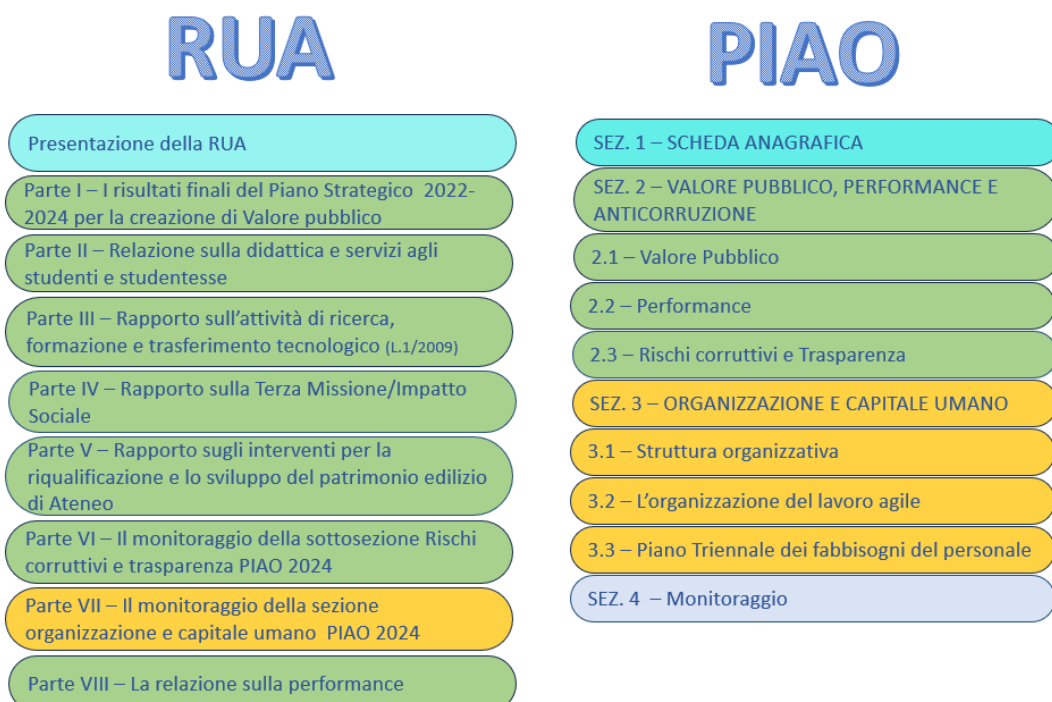 RUA
Presentazione della RUA
Parte I – I risultati finali del Piano Strategico 2022-
2024 per la creazione di Valore pubblico
Parte II – Relazione sulla didattica e servizi agli
studenti e studentesse
Parte III – Rapporto sull'attività di ricerca,
formazione e trasferimento tecnologico (L.1/2009)
Parte IV – Rapporto sulla Terza Missione/Impatto
Sociale
Parte V – Rapporto sugli interventi per la
riqualificazione e lo sviluppo del patrimonio edilizio
di Ateneo
Parte VI – Il monitoraggio della sottosezione Rischi
corruttivi e trasparenza PIAO 2024
Parte VII – Il monitoraggio della sezione
organizzazione e capitale umano PIAO 2024
Parte VIII – La relazione sulla performance
PIAO
SEZ. 1 – SCHEDA ANAGRAFICA
SEZ. 2 – VALORE PUBBLICO, PERFORMANCE E
ANTICORRUZIONE
2.1 – Valore Pubblico
2.2 – Performance
2.3 – Rischi corruttivi e Trasparenza
SEZ. 3 – ORGANIZZAZIONE E CAPITALE UMANO
3.1 – Struttura organizzativa
3.2 – L'organizzazione del lavoro agile
3.3 – Piano Triennale dei fabbisogni del personale
SEZ. 4 – Monitoraggio